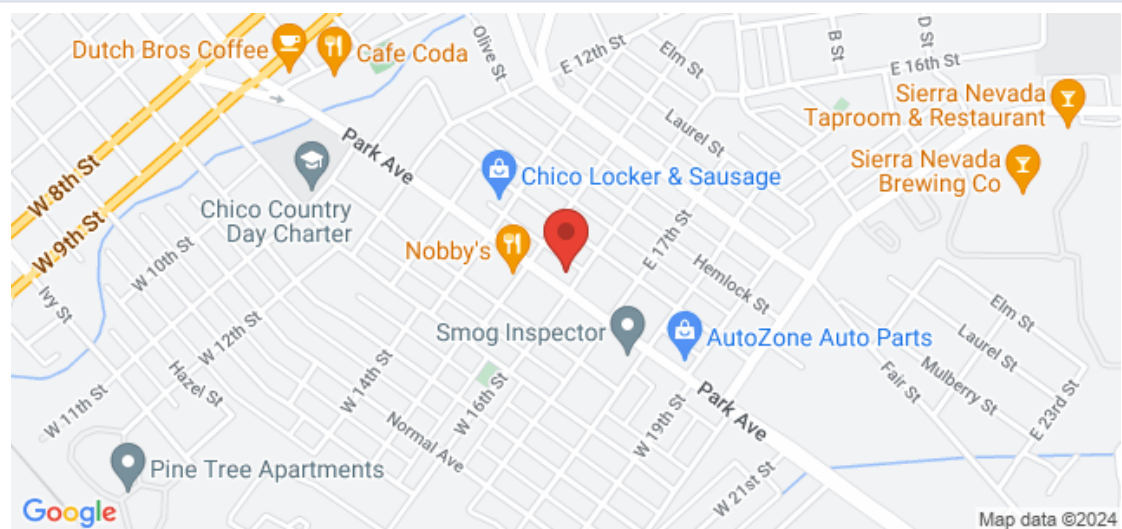 Dutch Bros Coffee
Cafe Coda
Olive St
E 12th St
Elm St
B St
D St
E 16th St
Sierra Nevada
Taproom & Restaurant
Laurel St
Park Ave
W 8th St
W 9th St
Chico Country
Day Charter
Chico Locker & Sausage
Sierra Nevada
Brewing Co
Nobby's
E 17th St
Hemlock St
W 10th St
Ivy St
Smog Inspector
AutoZone Auto Parts
Elm St
Laurel St
Mulberry St
Fair St
E 23rd St
W 12th St
Hazel St
W 14th St
W 11th St
W 16th St
Normal Ave
Park Ave
W 19th St
W 21st St
Pine Tree Apartments
Google
Map data ©2024